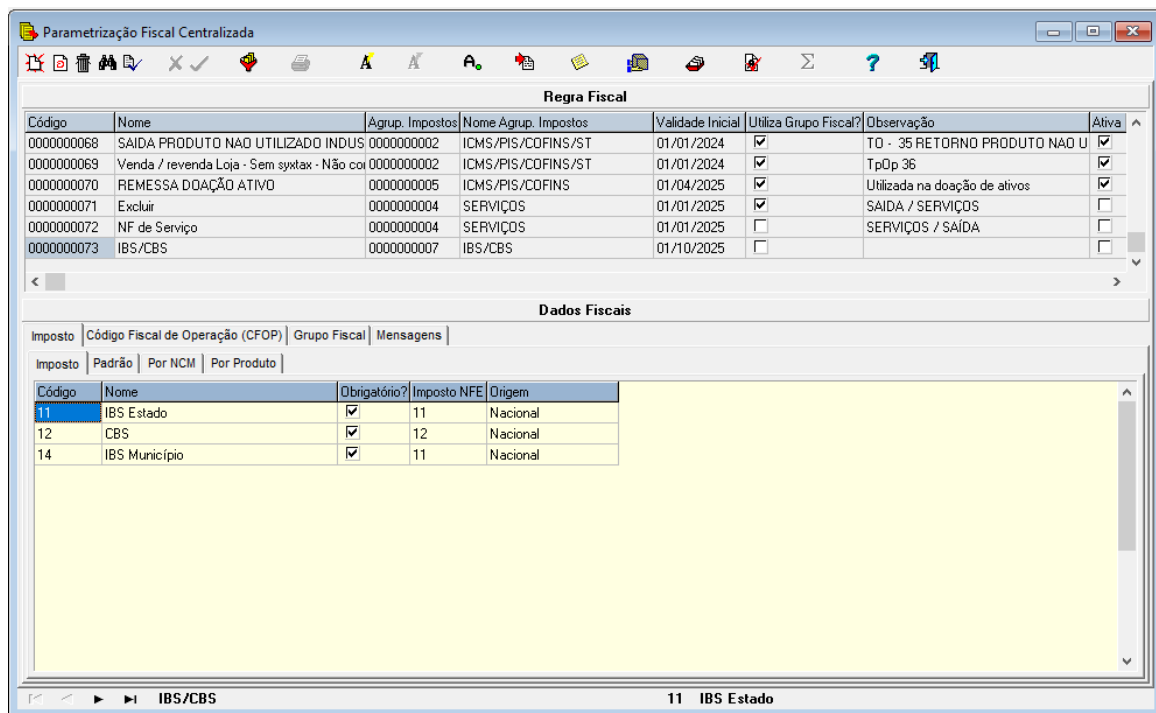 Parametrização Fiscal Centralizada
Regra Fiscal
Código Nome Agrup. Impostos Nome Agrup. Impostos Validade Inicial Utiliza Grupo Fiscal? Observação Ativa
0000000068 SAIDA PRODUTO NAO UTILIZADO INDUS 0000000002 ICMS/PIS/COFINS/ST 01/01/2024 TO - 35 RETORNO PRODUTO NAO U
0000000069 Venda / revenda Loja - Sem syxtax - Não coi 0000000002 ICMS/PIS/COFINS/ST 01/01/2024 TpOp 36
0000000070 REMESSA DOAÇÃO ATIVO 0000000005 ICMS/PIS/COFINS 01/04/2025 Utilizada na doação de ativos
0000000071 Excluir 0000000004 SERVIÇOS 01/01/2025 SAIDA / SERVIÇOS
0000000072 NF de Serviço 0000000004 SERVIÇOS 01/01/2025 SERVIÇOS / SAÍDA
0000000073 IBS/CBS 0000000007 IBS/CBS 01/10/2025
Dados Fiscais
Imposto Código Fiscal de Operação (CFOP) Grupo Fiscal Mensagens
Imposto Padrão Por NCM Por Produto
Código Nome Obrigatório? Imposto NFE Origem
11 IBS Estado 11 Nacional
12 CBS 12 Nacional
14 IBS Município 11 Nacional
IBS/CBS 11 IBS Estado